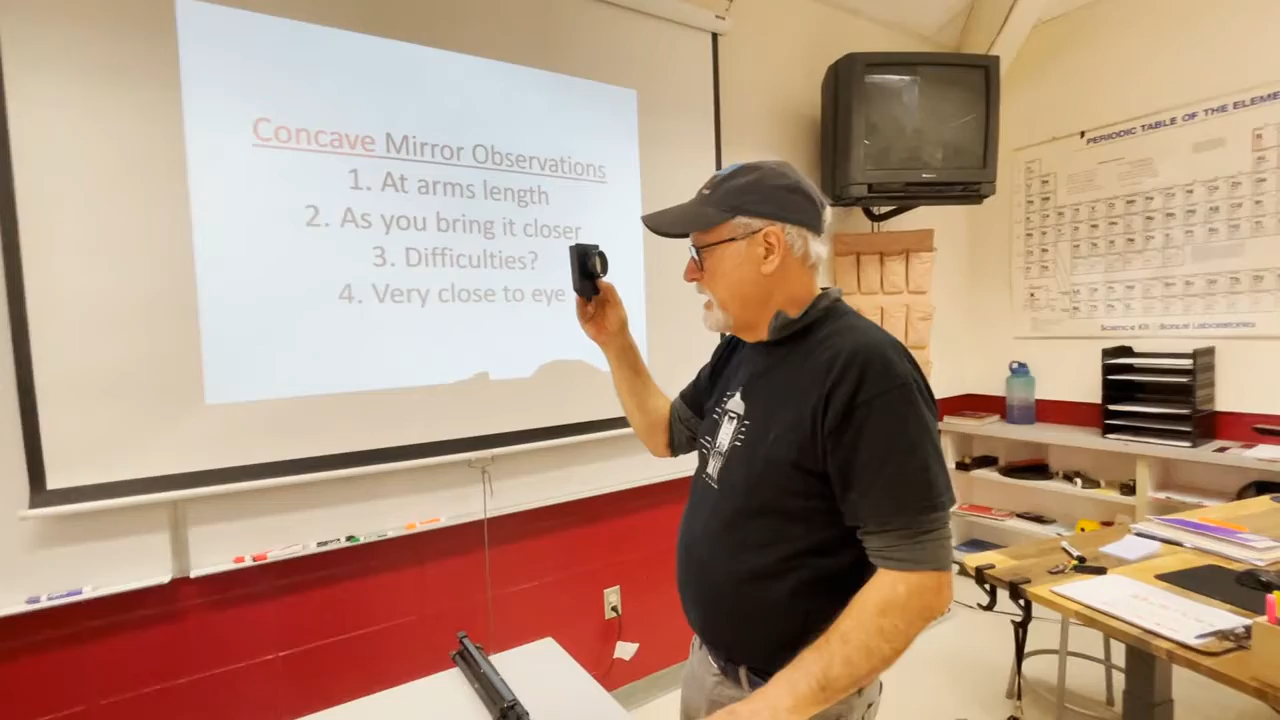 Concave Mirror Observations
1. At arms length
2. As you bring it closer
3. Difficulties?
4. Very close to eye
PERIODIC TABLE OF THE ELEME